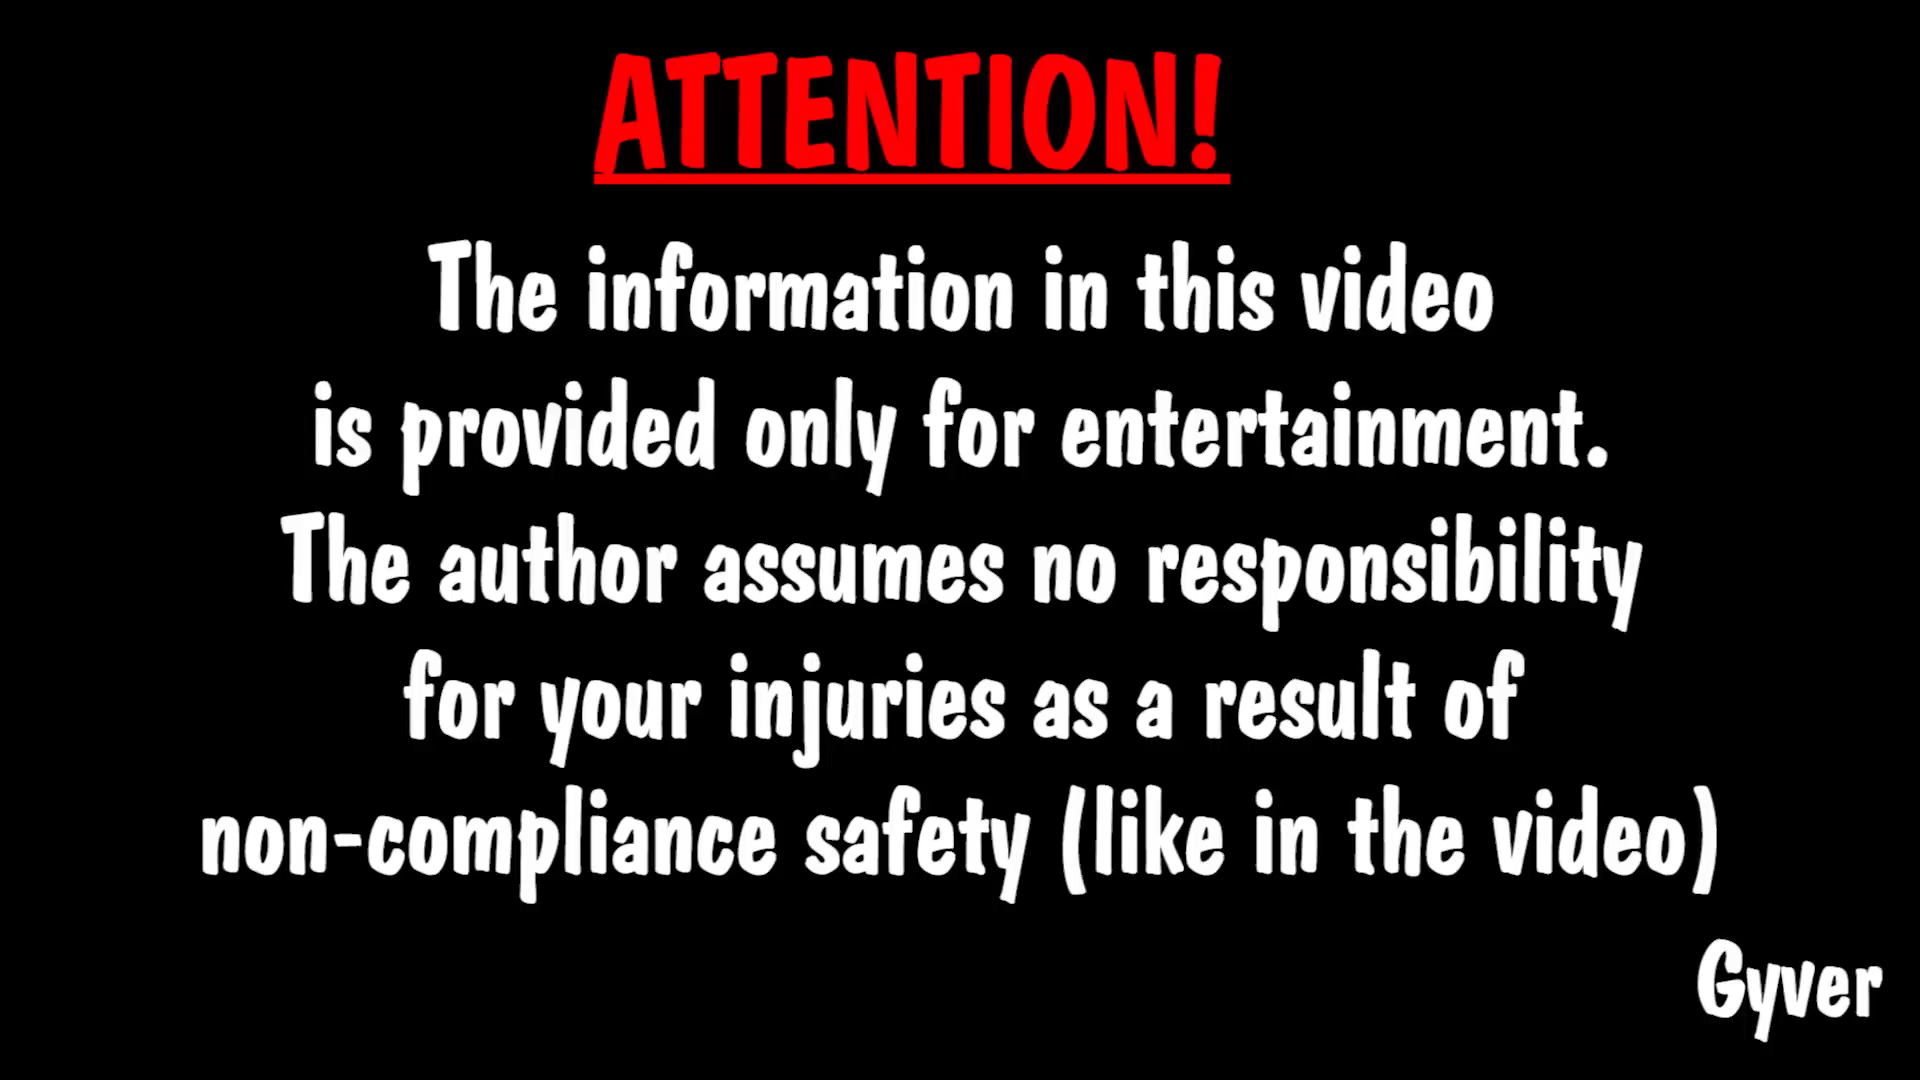 ATTENTION!
The information in this video
is provided only for entertainment.
The author assumes no responsibility
for your injuries as a result of
non-compliance safety (like in the video)
Gyver